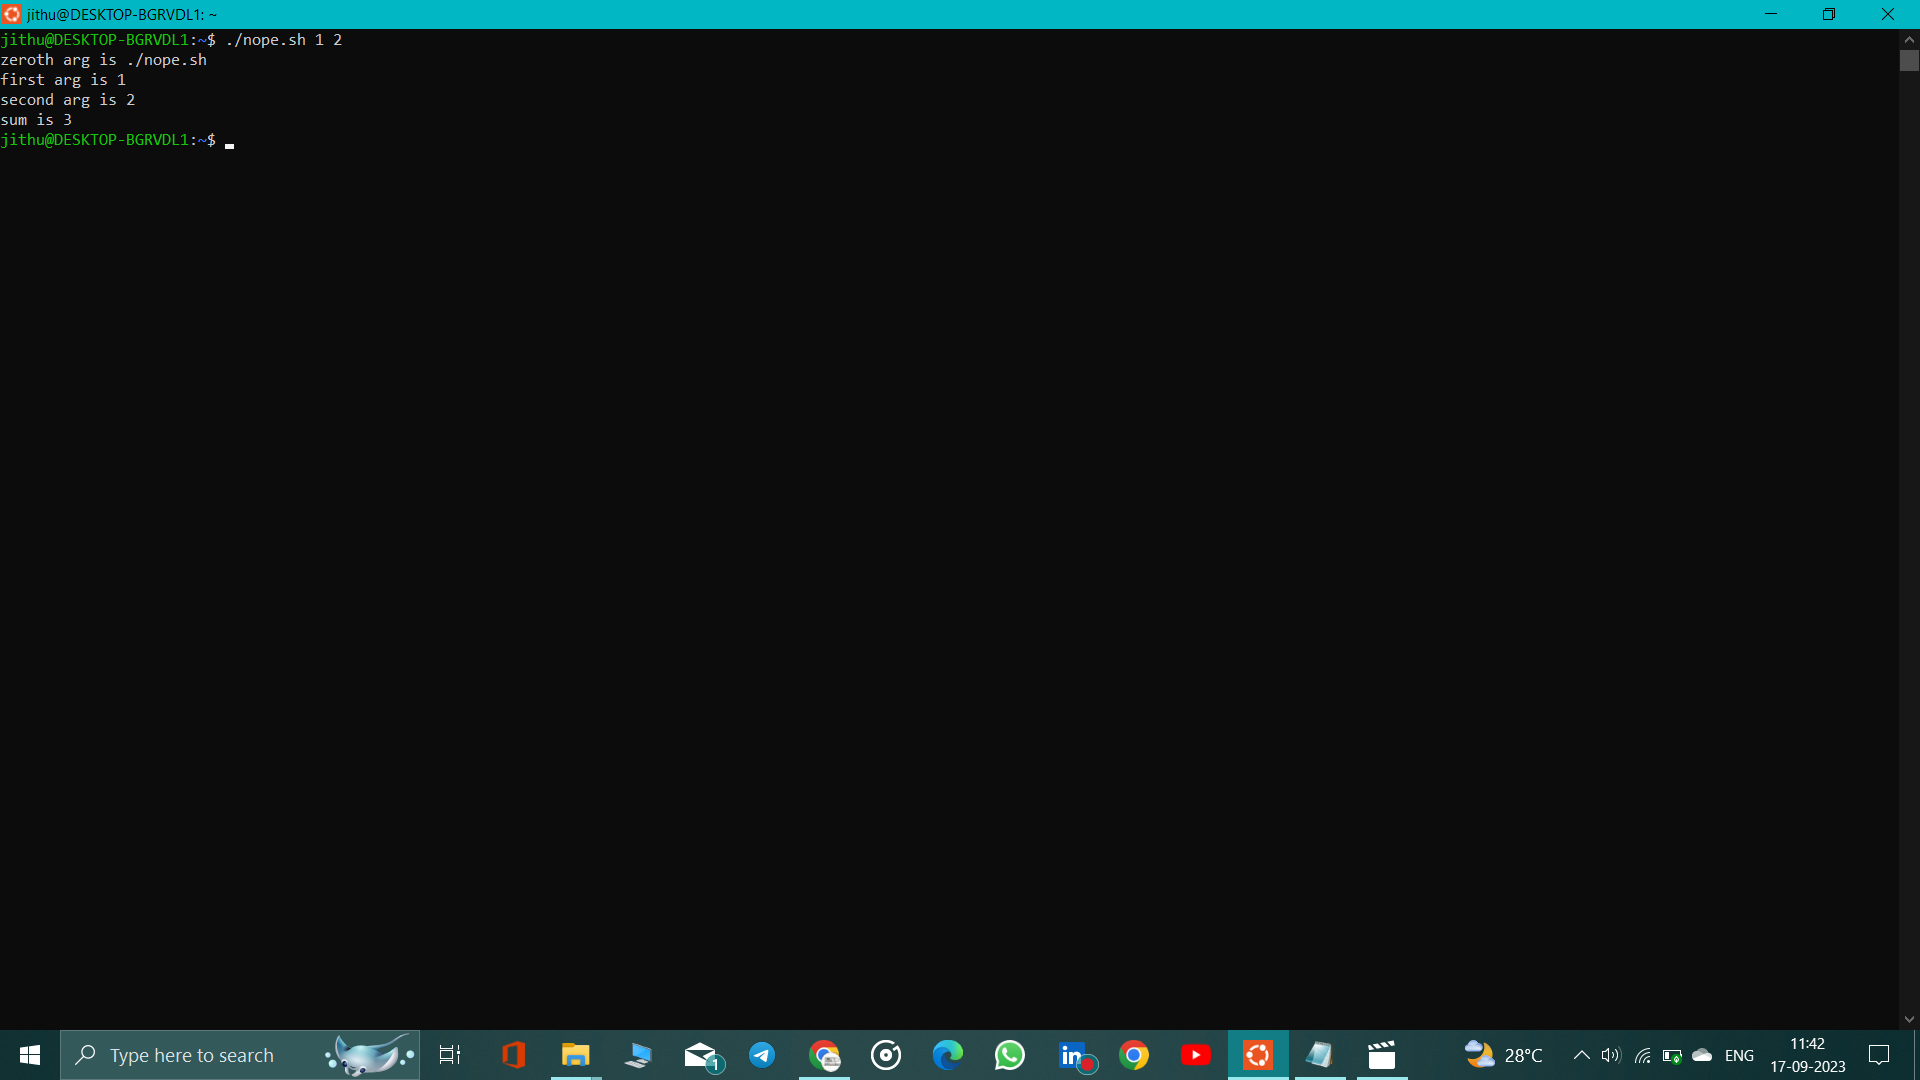 jithu@DESKTOP-BGRVDL1: ~
jithu@DESKTOP-BGRVDL1:~$ ./nope.sh 1 2
zeroth arg is ./nope.sh
first arg is 1
second arg is 2
sum is 3
jithu@DESKTOP-BGRVDL1:~$
Type here to search
1
in
28°C
ENG
11:42
17-09-2023